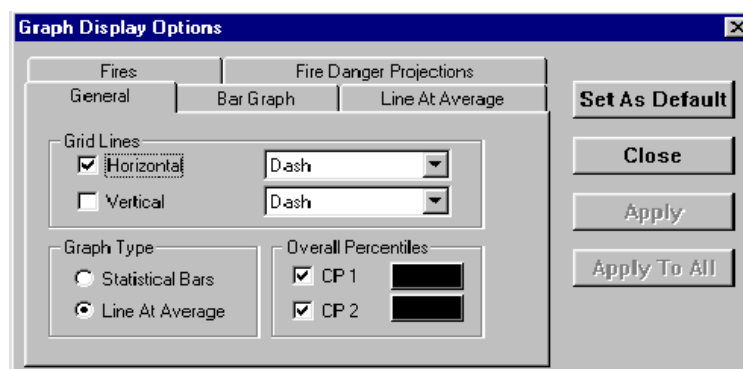 Graph Display Options
Fires
Fire Danger Projections
General
Bar Graph
Line At Average
Grid Lines
Horizontal
Dash
Vertical
Dash
Graph Type
Statistical Bars
Line At Average
Overall Percentiles
CP 1
CP 2
Set As Default
Close
Apply
Apply To All